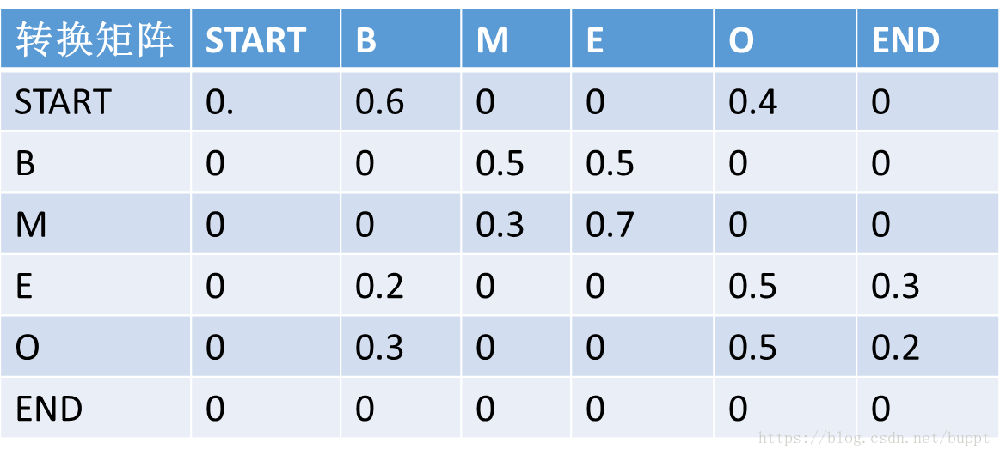 转换矩阵 START B M E O END
START 0. 0.6 0 0 0.4 0
B 0 0 0.5 0.5 0 0
M 0 0 0.3 0.7 0 0
E 0 0.2 0 0 0.5 0.3
O 0 0.3 0 0 0.5 0.2
END 0 0 0 0 0 0
https://blog.csdn.net/buppt